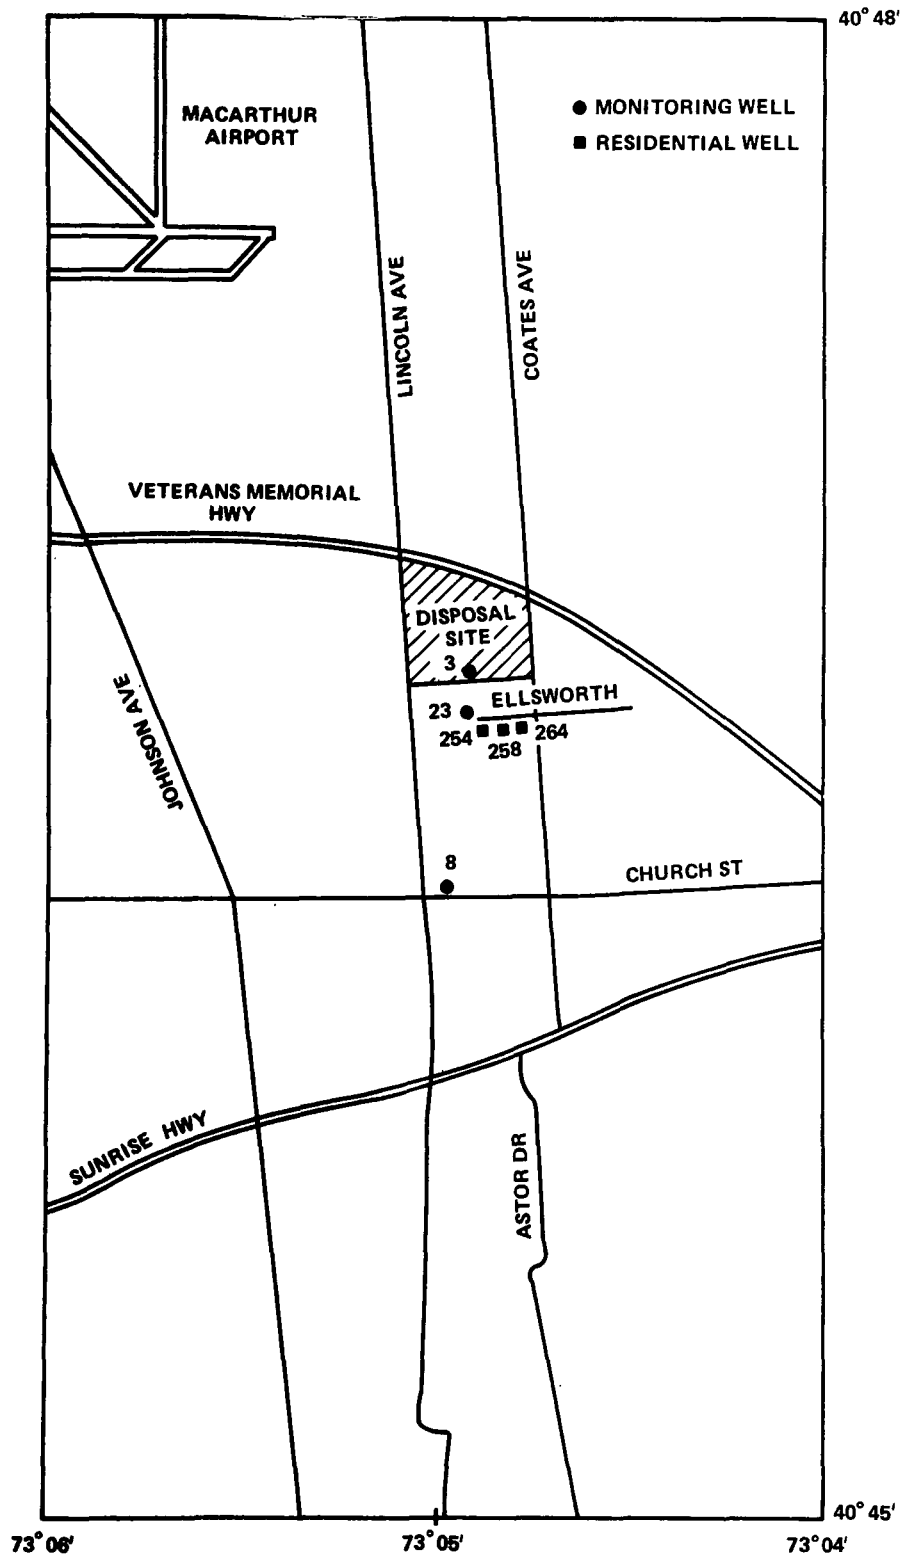 40°48'
MACARTHUR
AIRPORT
MONITORING WELL
RESIDENTIAL WELL
LINCOLN AVE
COATES AVE
VETERANS MEMORIAL
HWY
DISPOSAL
SITE
3
JOHNSON AVE
23
ELLSWORTH
254
258
264
8
CHURCH ST
SUNRISE HWY
ASTOR DR
40°45'
73°06'
73°05'
73°04'